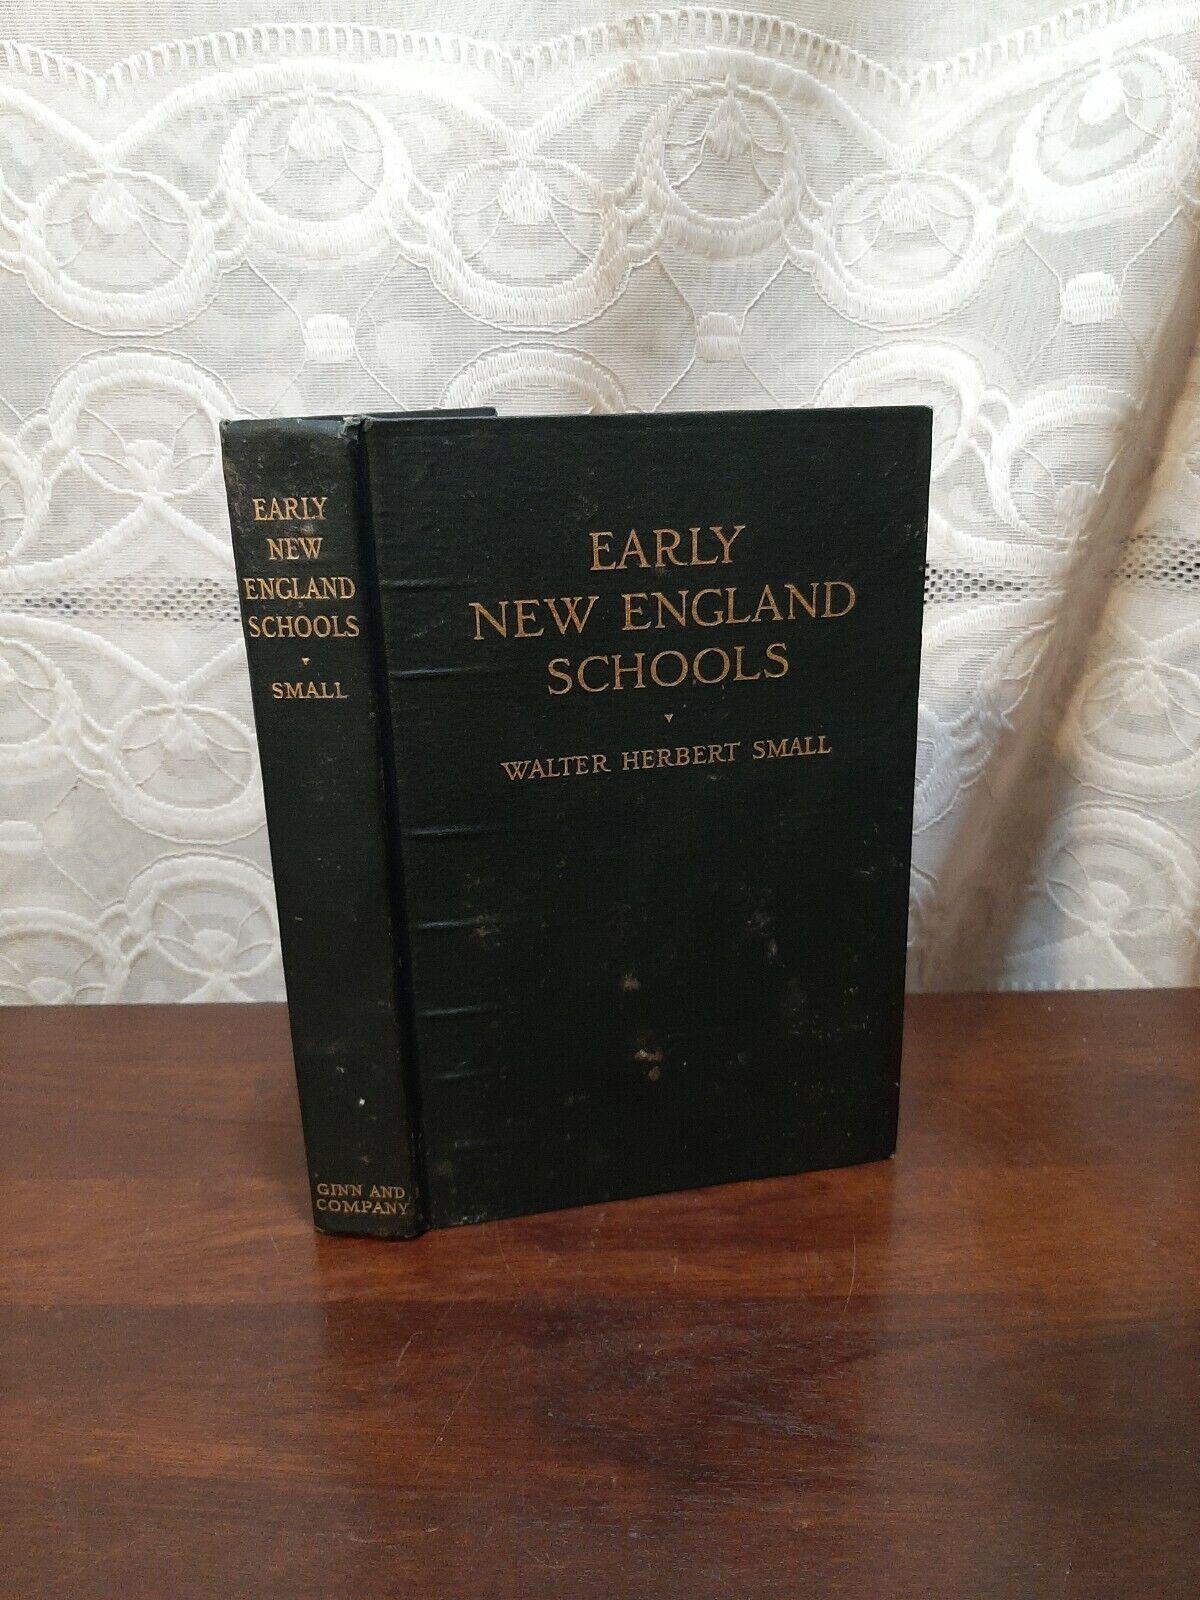 EARLY
NEW
ENGLAND
SCHOOLS
SMALL
GINN AND
COMPANY
EARLY
NEW ENGLAND
SCHOOLS
WALTER HERBERT SMALL